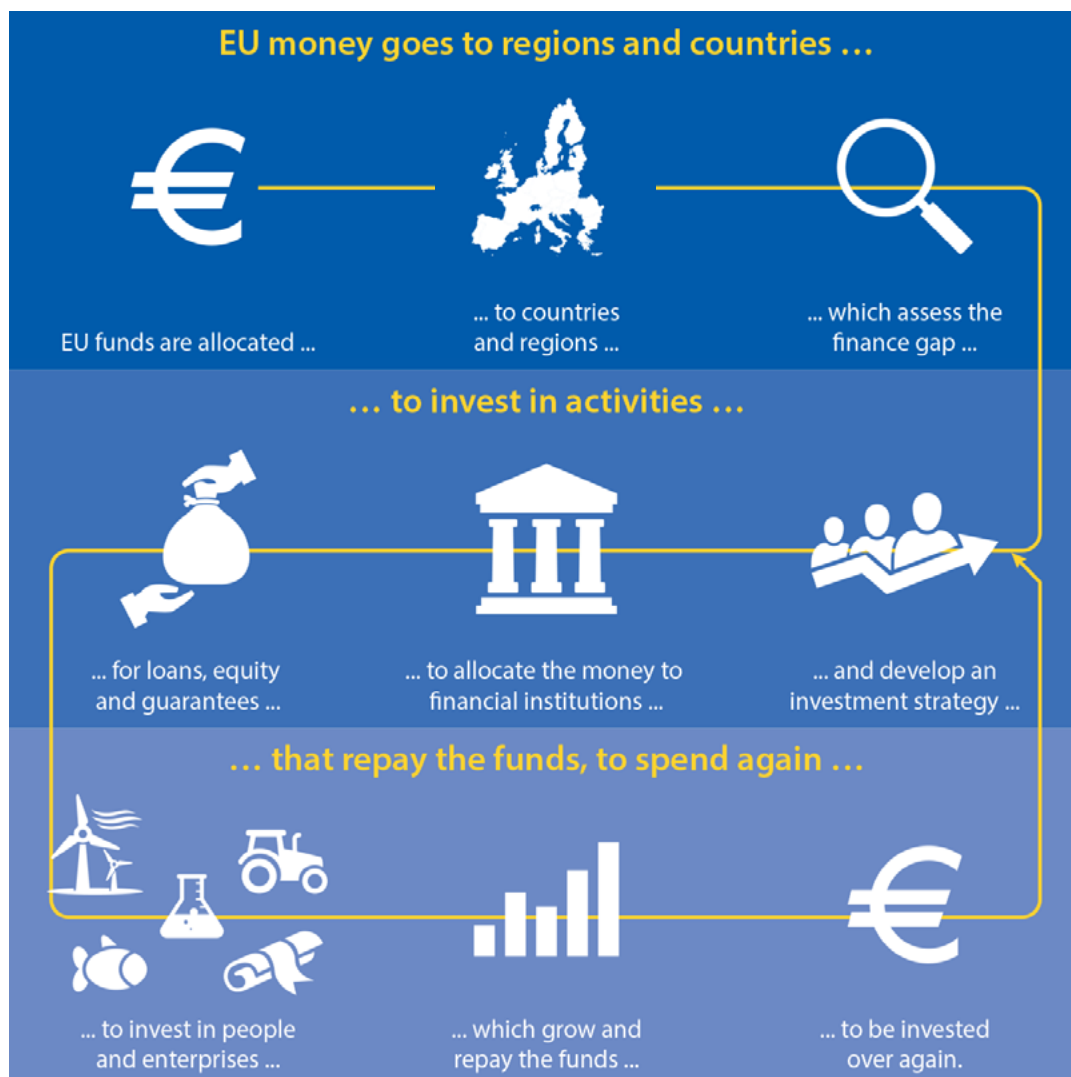 EU money goes to regions and countries …
EU funds are allocated ...
... to countries
and regions ...
... which assess the
finance gap ...
… to invest in activities …
... for loans, equity
and guarantees ...
... to allocate the money to
financial institutions ...
... and develop an
investment strategy ...
… that repay the funds, to spend again …
... to invest in people
and enterprises ...
... which grow and
repay the funds ...
... to be invested
over again.